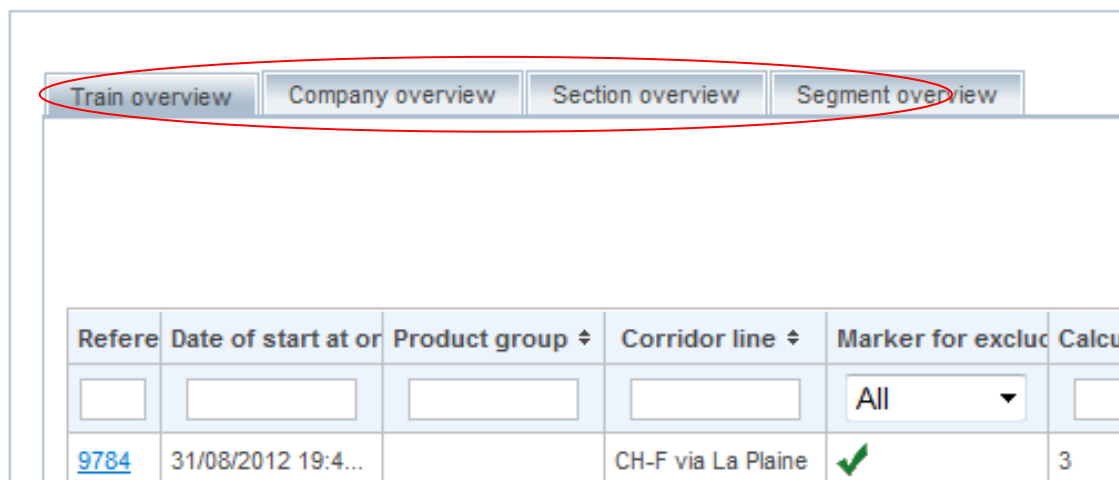 Train overview Company overview Section overview Segment overview
Refere Date of start at or Product group Corridor line Marker for exclud Calcu
All
9784 31/08/2012 19:4... CH-F via La Plaine 3